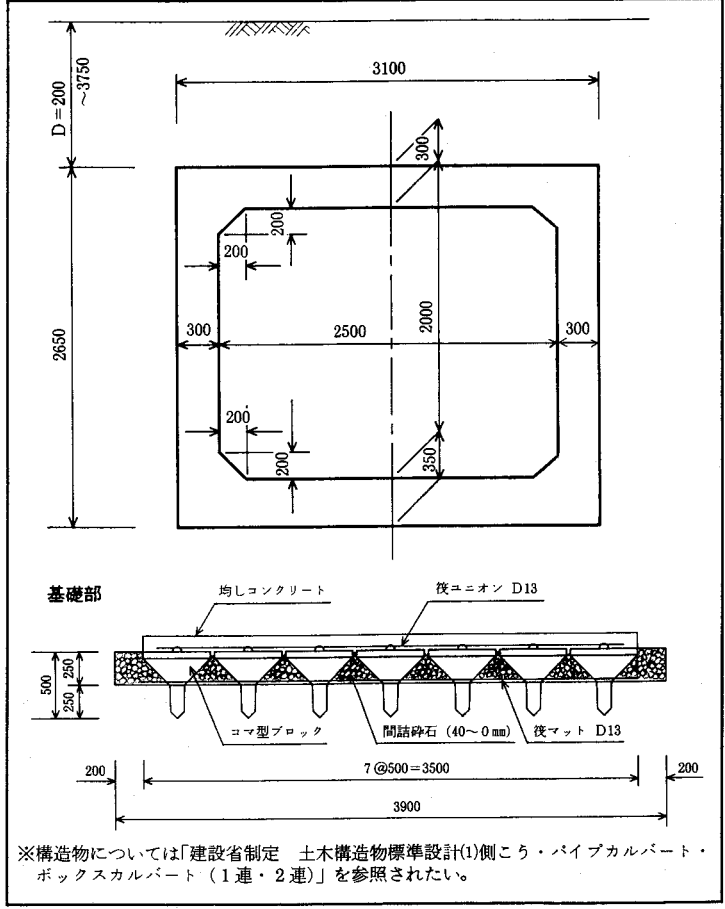 D＝200
～3750
3100
300
200
200
2650
300
2500
2000
300
200
200
350
基礎部
均しコンクリート
筏ユニオン D13
500
250
250
コマ型ブロック
間詰砕石（40～0㎜）
筏マット D13
200
7@500＝3500
200
3900
※構造物については「建設省制定　土木構造物標準設計(1)側こう・パイプカルバート・
ボックスカルバート（1連・2連）」を参照されたい。